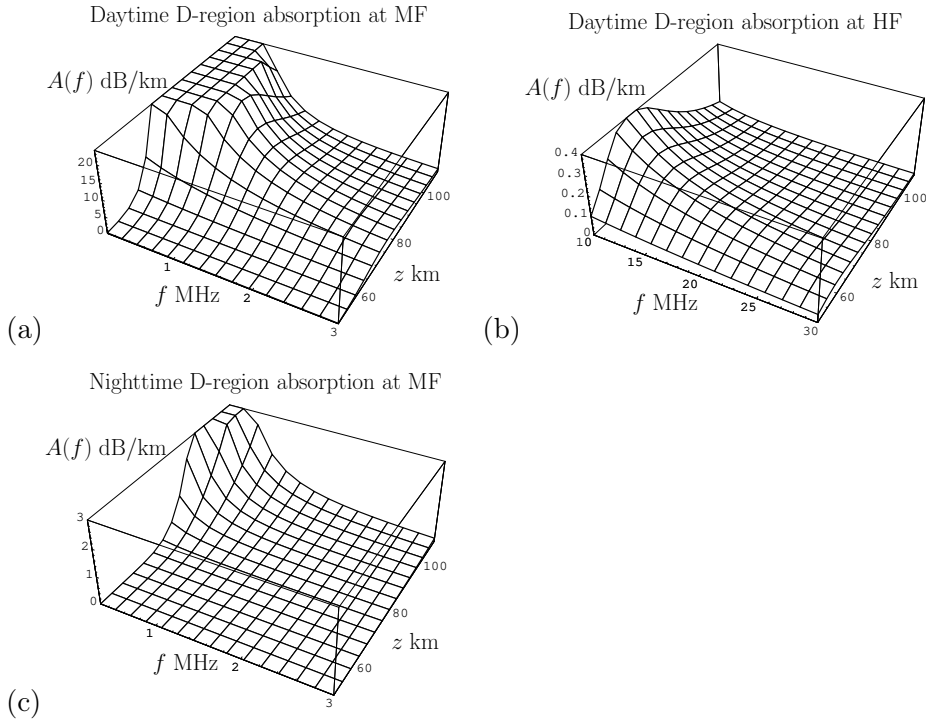 Daytime D-region absorption at MF
A(f) dB/km
20
15
10
5
0
1
2
3
f MHz
60
80
100
z km
(a)
Daytime D-region absorption at HF
A(f) dB/km
0.4
0.3
0.2
0.1
0
10
15
20
25
30
f MHz
60
80
100
z km
(b)
Nighttime D-region absorption at MF
A(f) dB/km
3
2
1
0
1
2
3
f MHz
60
80
100
z km
(c)